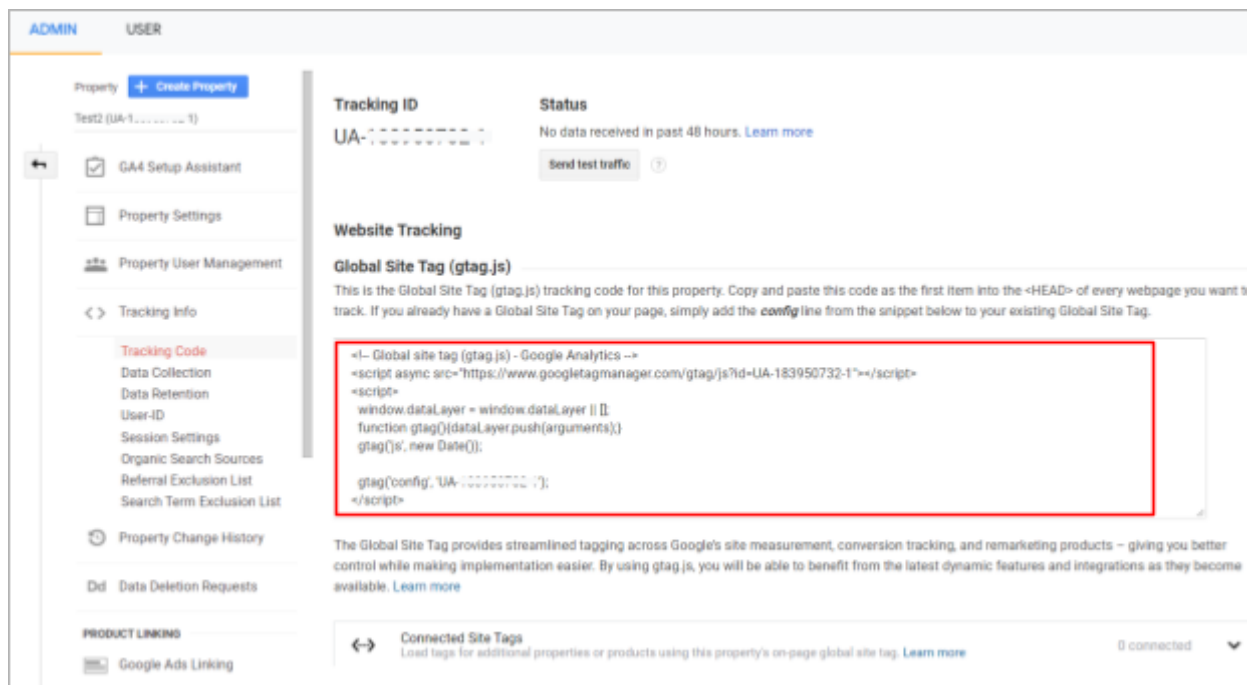 ADMIN USER
Property + Create Property
Test2 (UA-1 1)
GA4 Setup Assistant
Property Settings
Property User Management
<> Tracking Info
Tracking Code
Data Collection
Data Retention
User-ID
Session Settings
Organic Search Sources
Referral Exclusion List
Search Term Exclusion List
Property Change History
Dd Data Deletion Requests
PRODUCT LINKING
Google Ads Linking
Tracking ID
UA-
Status
No data received in past 48 hours. Learn more
Send test traffic ?
Website Tracking
Global Site Tag (gtag.js)
This is the Global Site Tag (gtag.js) tracking code for this property. Copy and paste this code as the first item into the <HEAD> of every webpage you want to
track. If you already have a Global Site Tag on your page, simply add the config line from the snippet below to your existing Global Site Tag.
<!-- Global site tag (gtag.js) - Google Analytics -->
<script async src="https://www.googletagmanager.com/gtag/js?id=UA-183950732-1"></script>
<script>
window.dataLayer = window.dataLayer || [];
function gtag(){dataLayer.push(arguments);}
gtag('js', new Date());
gtag('config', 'UA- ');
</script>
The Global Site Tag provides streamlined tagging across Google's site measurement, conversion tracking, and remarketing products – giving you better
control while making implementation easier. By using gtag.js, you will be able to benefit from the latest dynamic features and integrations as they become
available. Learn more
Connected Site Tags
Load tags for additional properties or products using this property's on-page global site tag. Learn more
0 connected